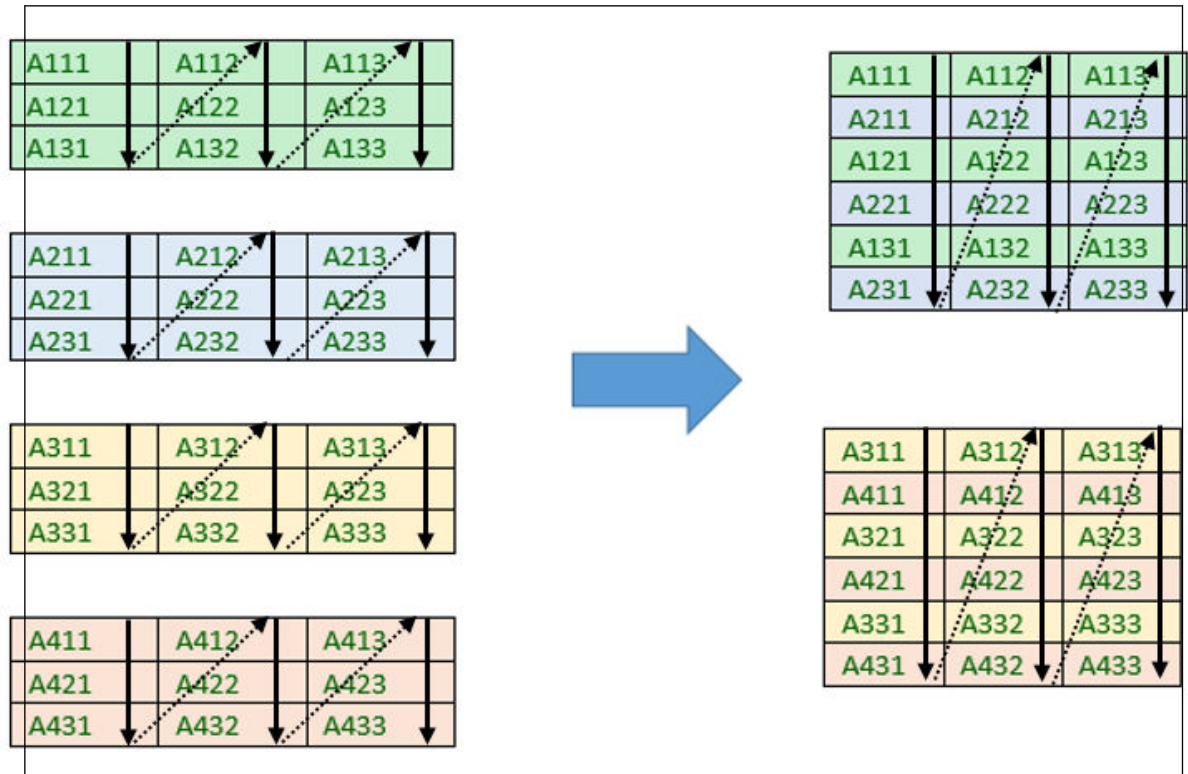 A111 A112 A113
A121 A122 A123
A131 A132 A133
A211 A212 A213
A221 A222 A223
A231 A232 A233
A311 A312 A313
A321 A322 A323
A331 A332 A333
A411 A412 A413
A421 A422 A423
A431 A432 A433
A111 A112 A113
A211 A212 A213
A121 A122 A123
A221 A222 A223
A131 A132 A133
A231 A232 A233
A311 A312 A313
A411 A412 A413
A321 A322 A323
A421 A422 A423
A331 A332 A333
A431 A432 A433